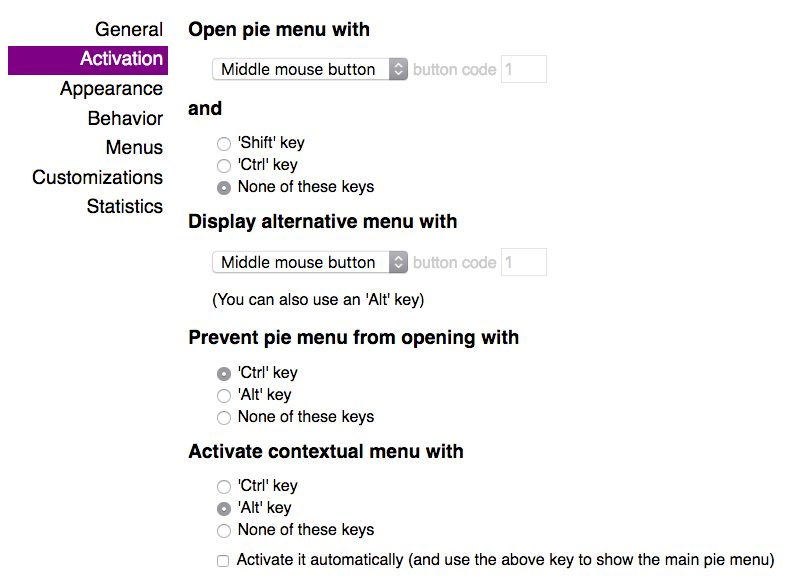 General
Activation
Appearance
Behavior
Menus
Customizations
Statistics
Open pie menu with
Middle mouse button button code 1
and
'Shift' key
'Ctrl' key
None of these keys
Display alternative menu with
Middle mouse button button code 1
(You can also use an 'Alt' key)
Prevent pie menu from opening with
'Ctrl' key
'Alt' key
None of these keys
Activate contextual menu with
'Ctrl' key
'Alt' key
None of these keys
Activate it automatically (and use the above key to show the main pie menu)